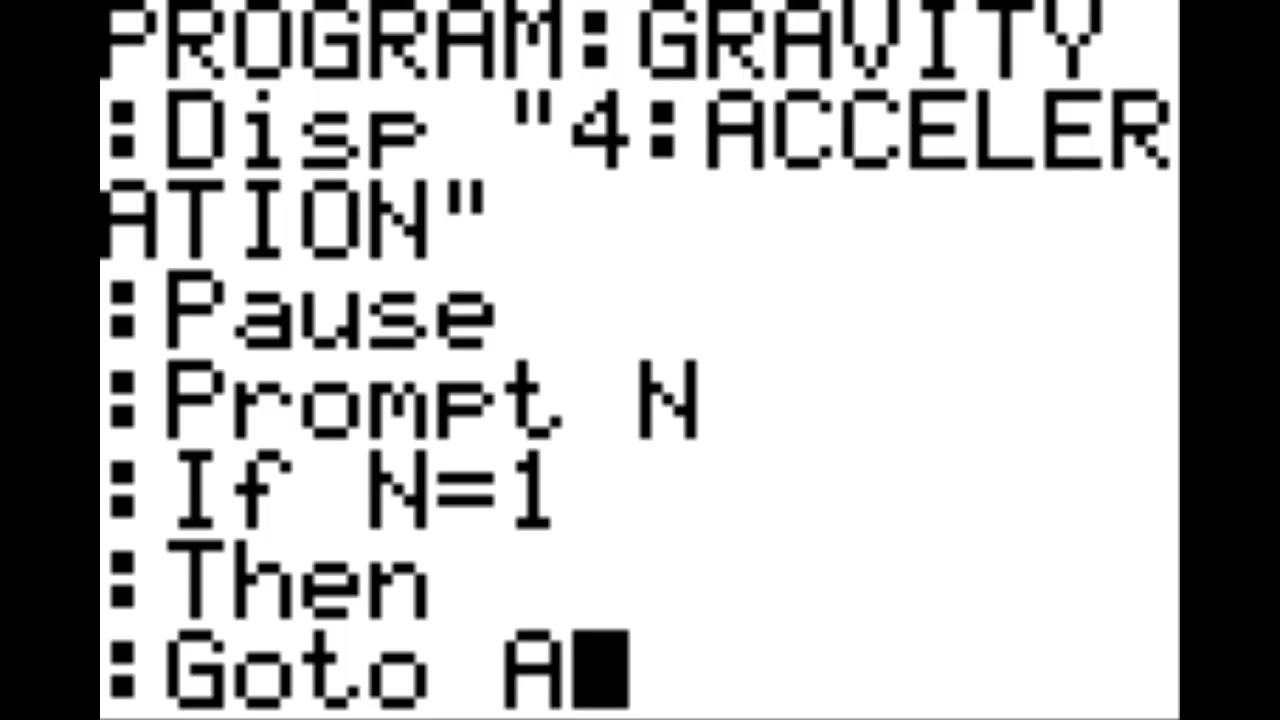 PROGRAM:GRAVITY
:Disp "4:ACCELER
ATION"
:Pause
:Prompt N
:If N=1
:Then
:Goto A